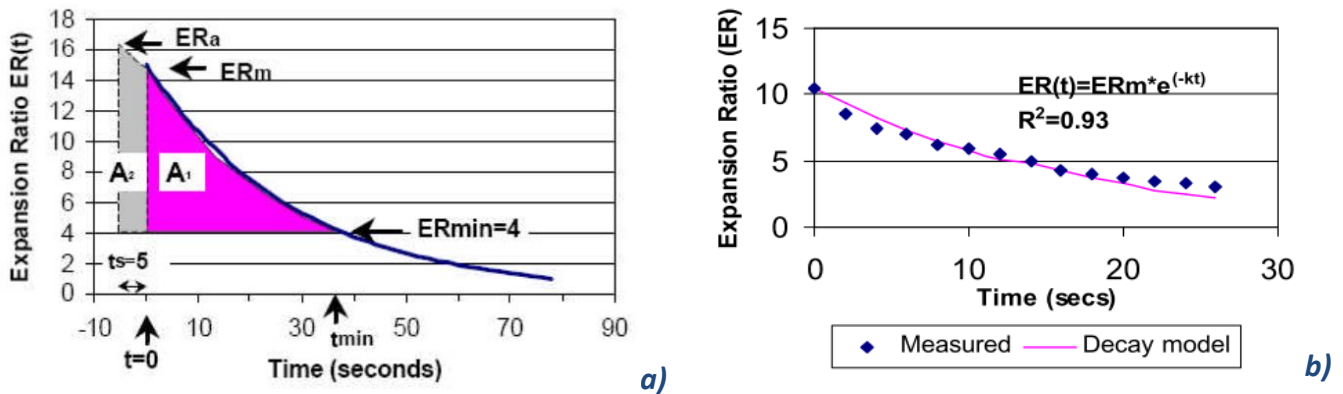 Expansion Ratio ER(t)
18
16
14
12
10
8
6
4
2
0
ERa
ERm
A2
A1
ERmin=4
ts=5
-10
10
30
50
70
90
t=0
tmin
Time (seconds)
a)
Expansion Ratio (ER)
15
10
5
0
ER(t)=ERm*e(-kt)
R2=0.93
0
10
20
30
Time (secs)
Measured
Decay model
b)